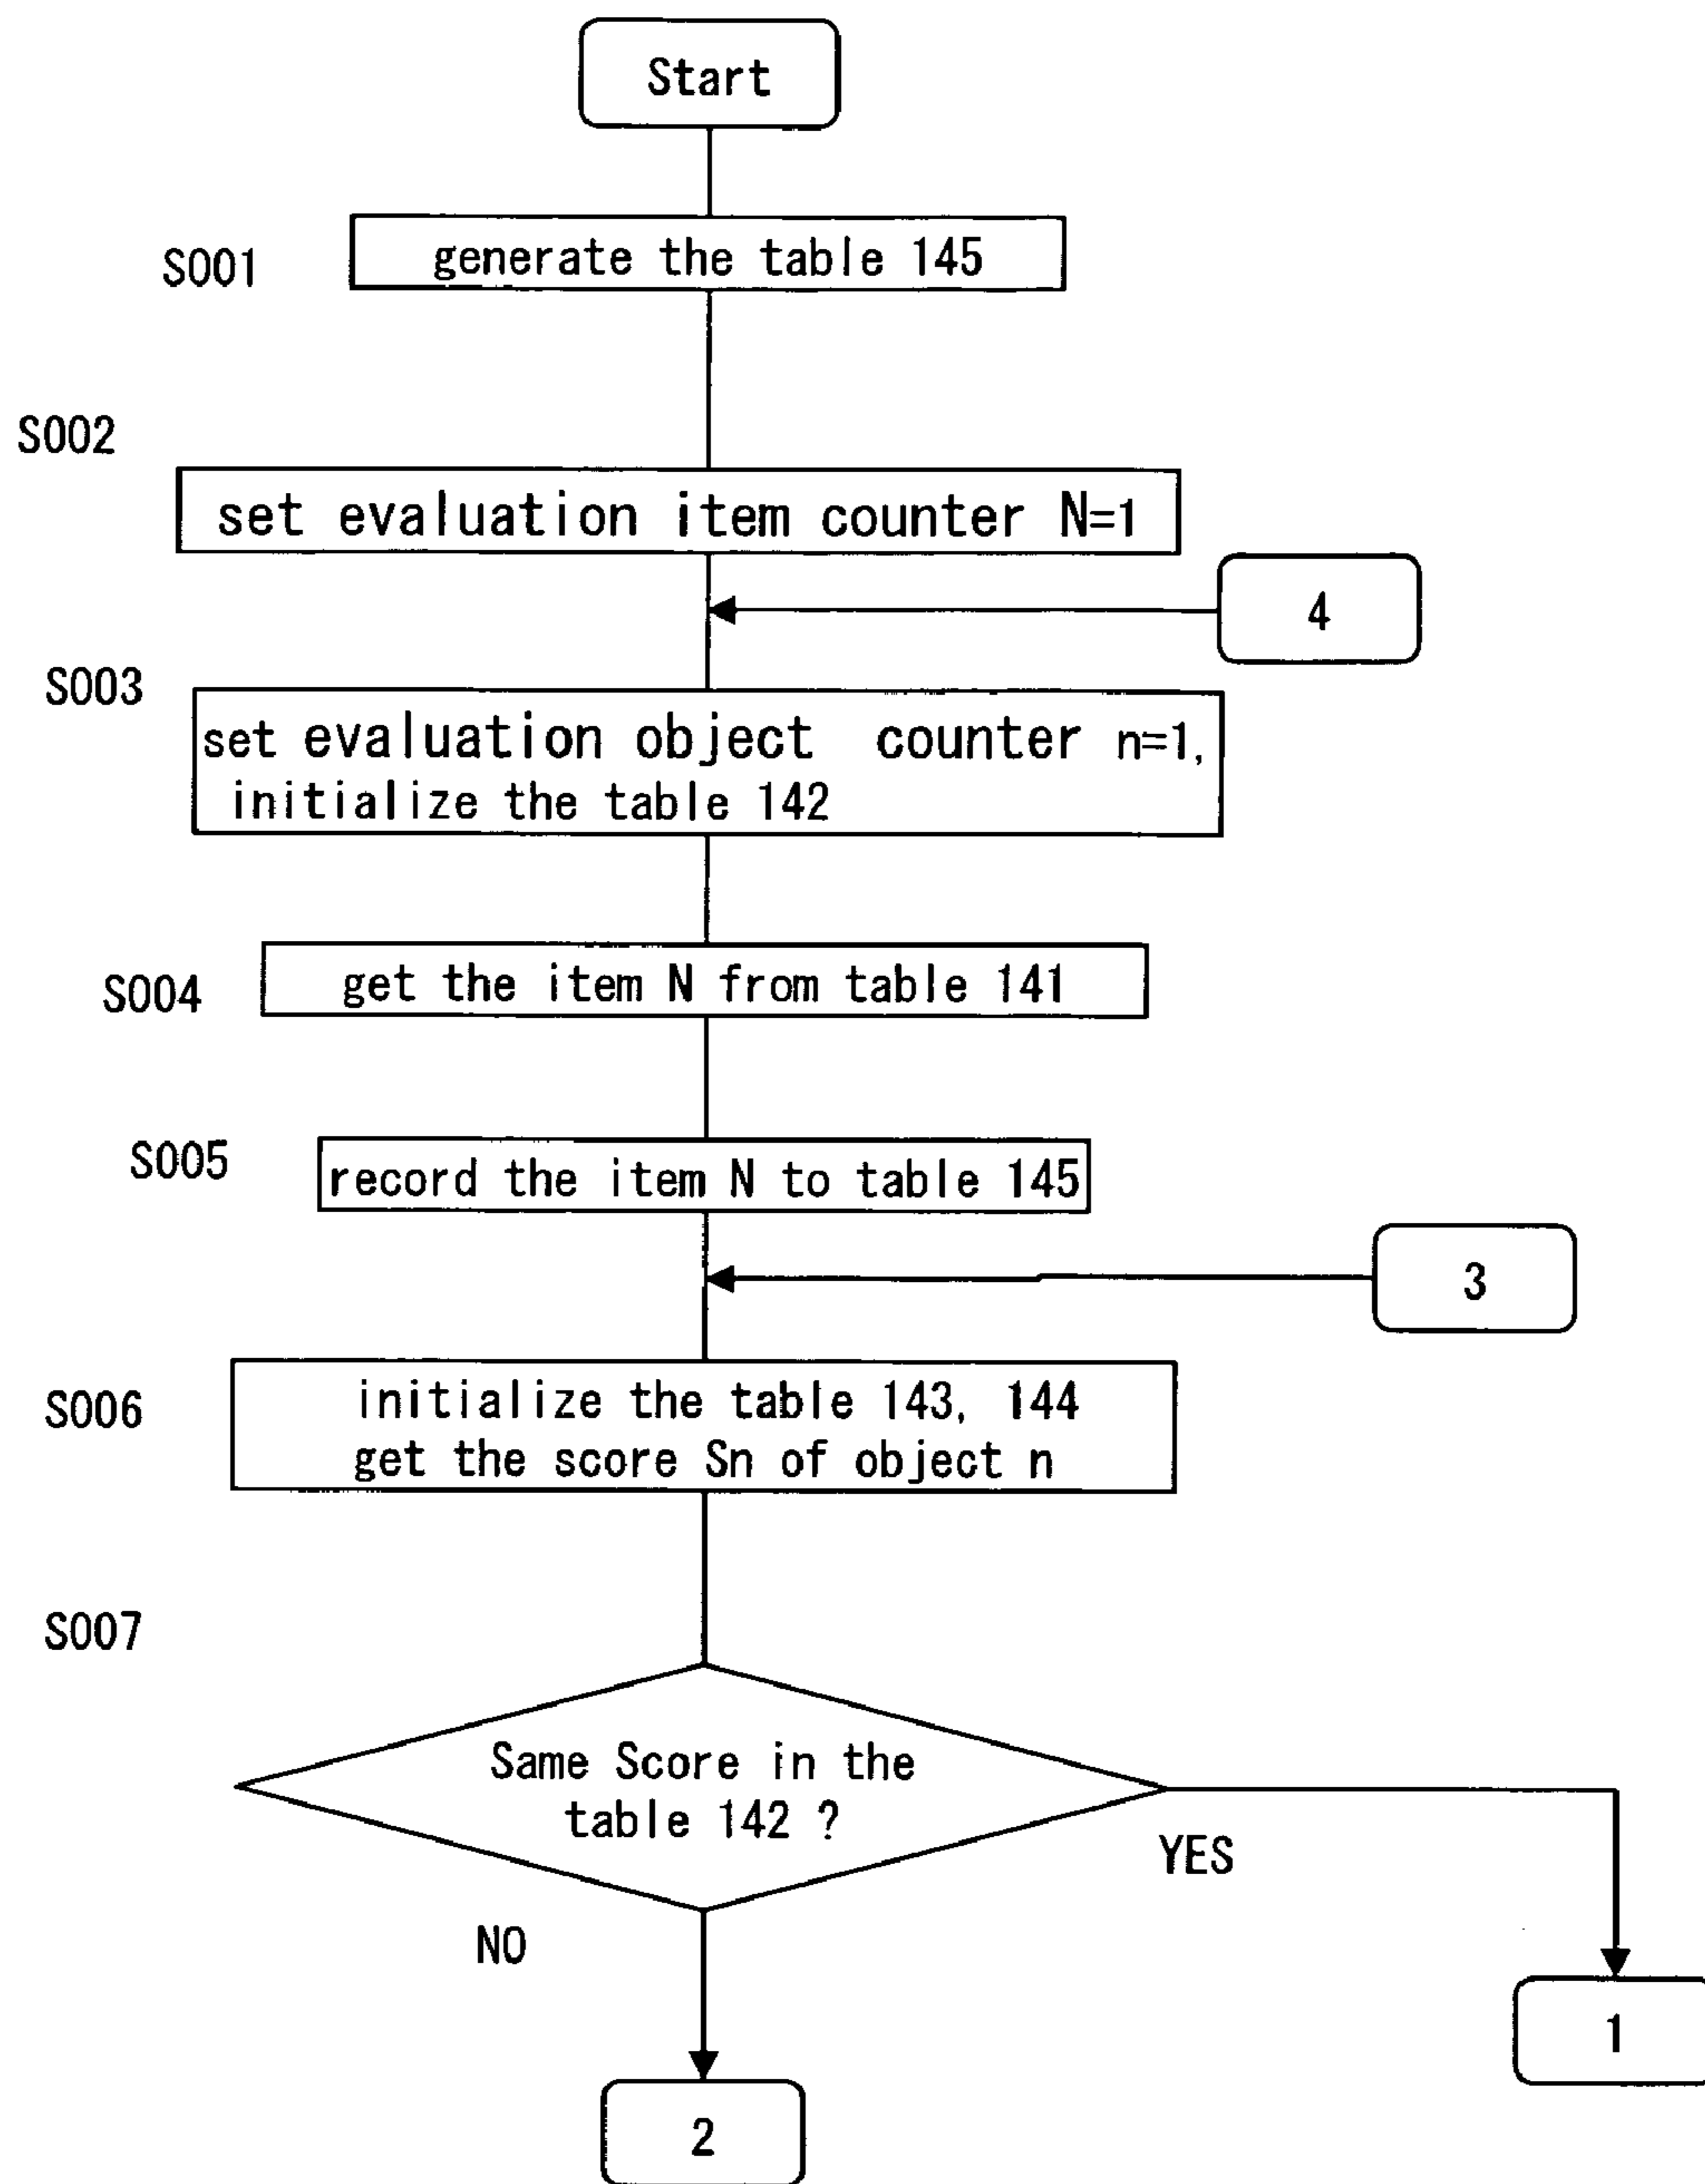 Start
S001
generate the table 145
S002
set evaluation item counter N=1
4
S003
set evaluation object counter n=1,
initialize the table 142
S004
get the item N from table 141
S005
record the item N to table 145
3
S006
initialize the table 143, 144
get the score Sn of object n
S007
Same Score in the
table 142 ?
YES
NO
1
2